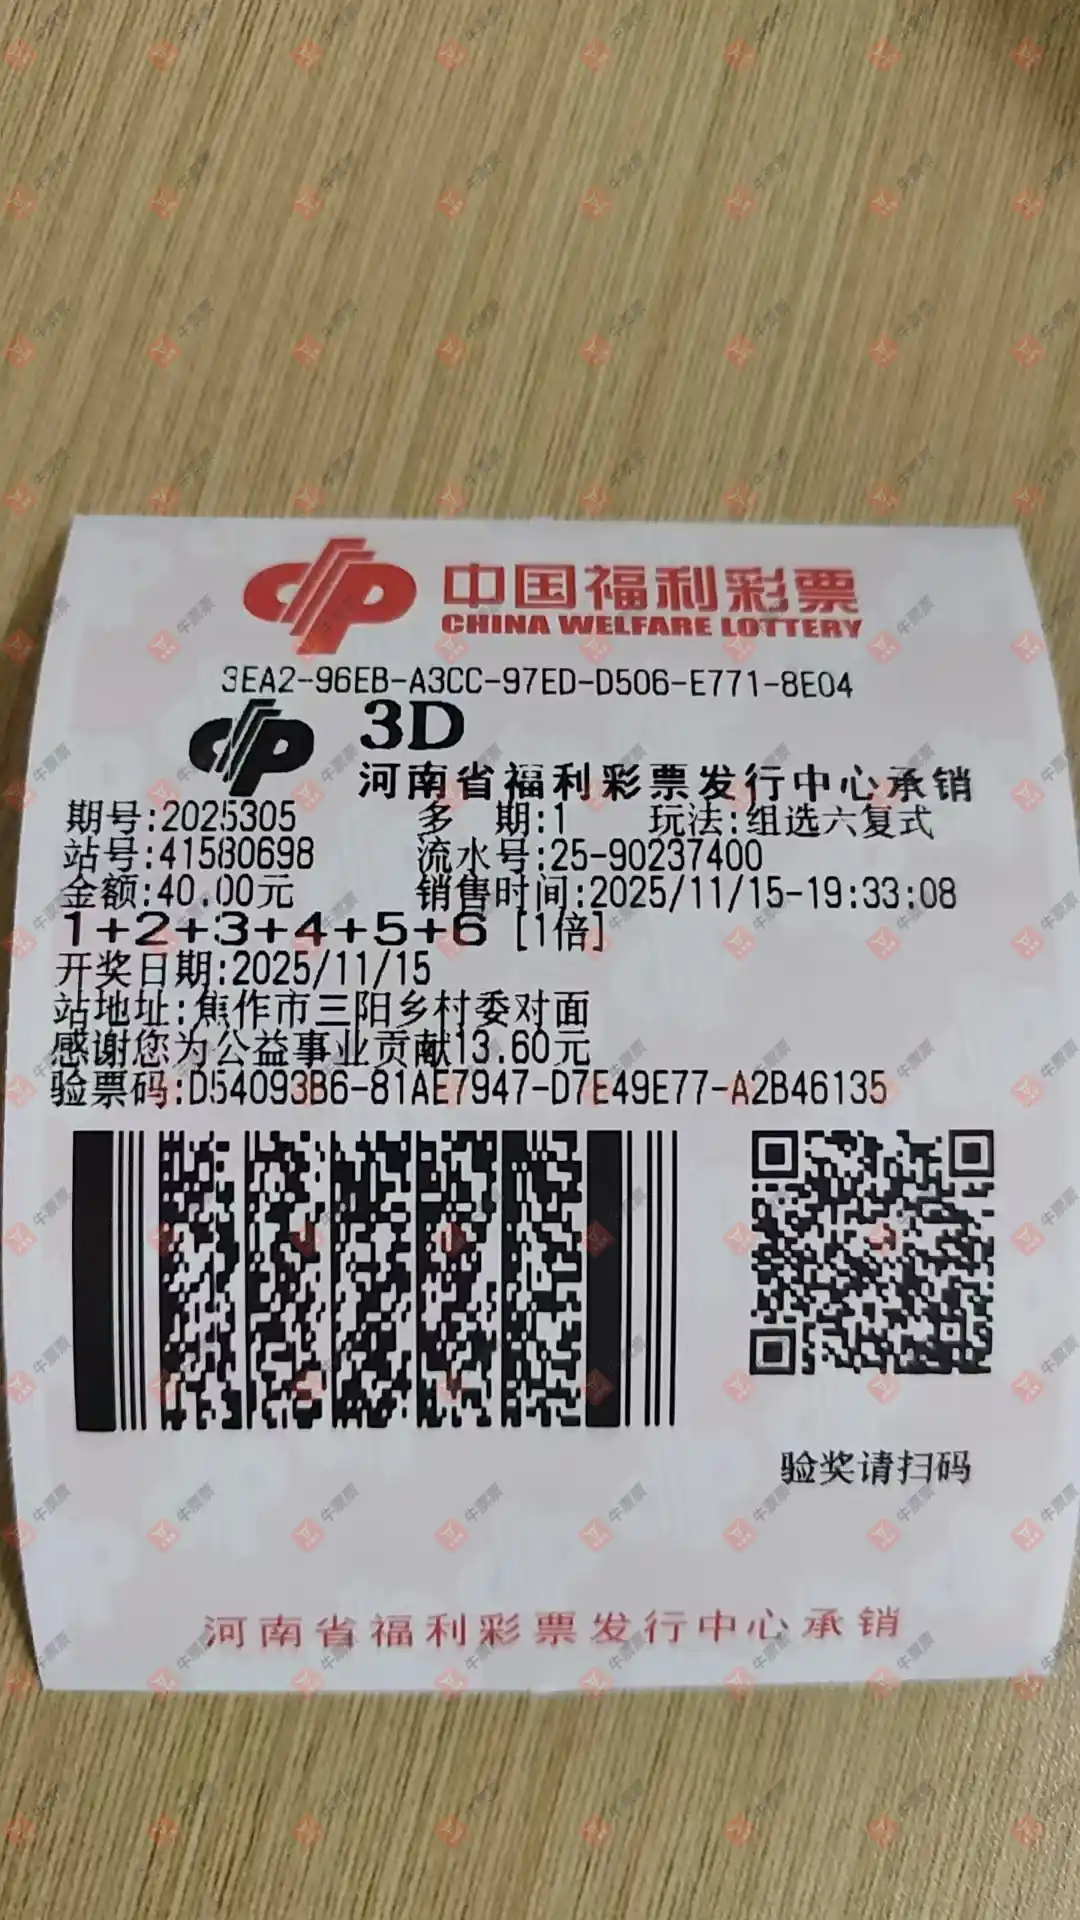 中国福利彩票
CHINA WELFARE LOTTERY
3EA2-96EB-A3CC-97ED-D506-E771-8E04
3D
河南省福利彩票发行中心承销
期号:2025305 多期:1 玩法:组选六复式
站号:41580698 流水号:25-90237400
金额:40.00元 销售时间:2025/11/15-19:33:08
1+2+3+4+5+6 [1倍]
开奖日期:2025/11/15
站地址:焦作市三阳乡村委对面
感谢您为公益事业贡献13.60元
验票码:D54093B6-81AE7947-D7E49E77-A2B46135
验奖请扫码
河南省福利彩票发行中心承销
牛票票